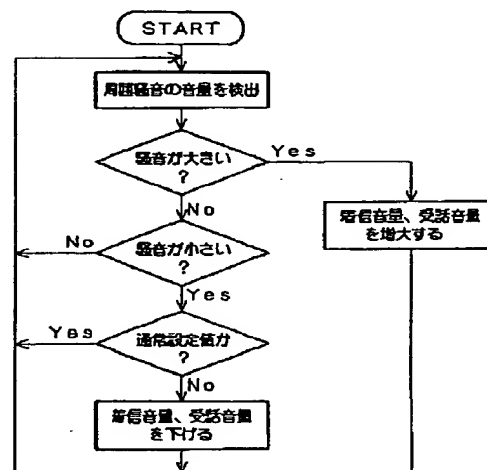 START
周囲騒音の音量を検出
騒音が大きい
?
Yes
No
着信音量、受話音量
を増大する
No
騒音が小さい
?
Yes
Yes
通常設定値か
?
No
着信音量、受話音量
を下げる